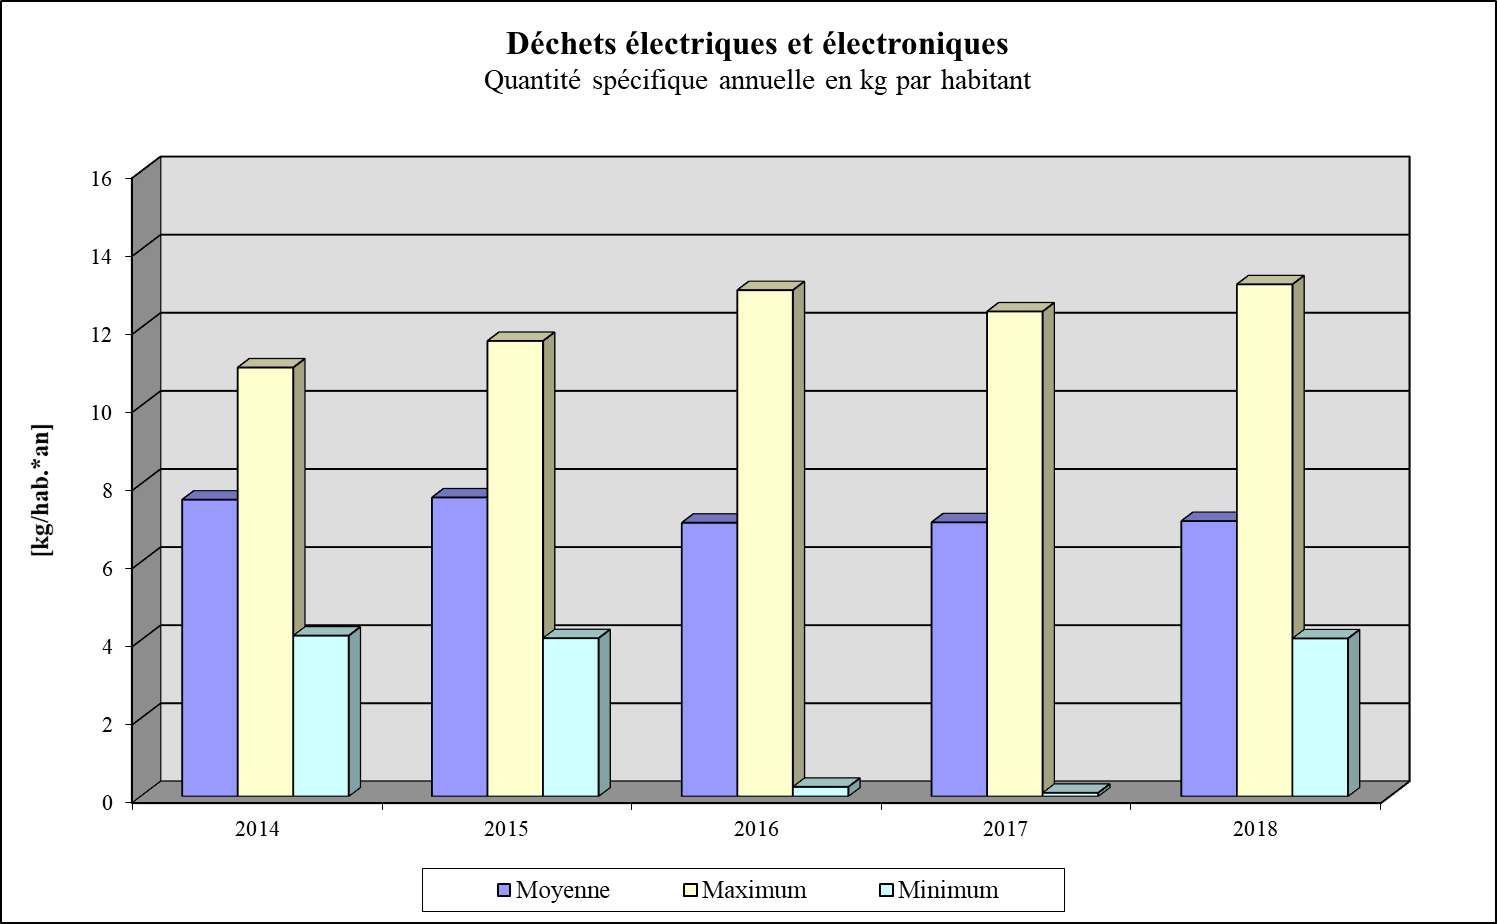 Déchets électriques et électroniques
Quantité spécifique annuelle en kg par habitant
16
14
12
10
8
6
4
2
0
[kg/hab.*an]
2014 2015 2016 2017 2018
Moyenne Maximum Minimum